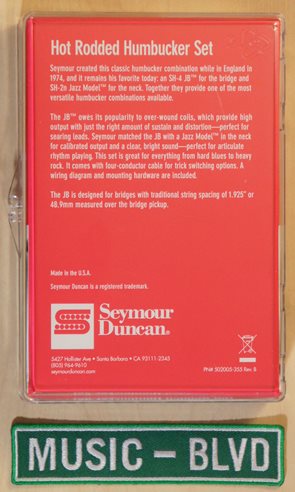 Hot Rodded Humbucker Set
Seymour created this classic humbucker combination while in England in
1974, and it remains his favorite today: an SH-4 JB™ for the bridge and
SH-2n Jazz Model™ for the neck. Together they provide one of the most
versatile humbucker combinations available.
The JB™ owes its popularity to over-wound coils, which provide high
output with just the right amount of sustain and distortion—perfect for
searing leads. Seymour matched the JB with a Jazz Model™ in the neck
for calibrated output and a clear, bright sound—perfect for articulate
rhythm playing. This set is great for everything from hard blues to heavy
rock. It comes with four-conductor cable for trick switching options. A
wiring diagram and mounting hardware are included.
The JB is designed for bridges with traditional string spacing of 1.925" or
48.9mm measured over the bridge pickup.
Made in the U.S.A.
Seymour Duncan is a registered trademark.
Seymour
Duncan®
5427 Hollister Ave • Santa Barbara • CA 93111-2345
(805) 964-9610
seymourduncan.com
PN# 502005-355 Rev. B
MUSIC - BLVD